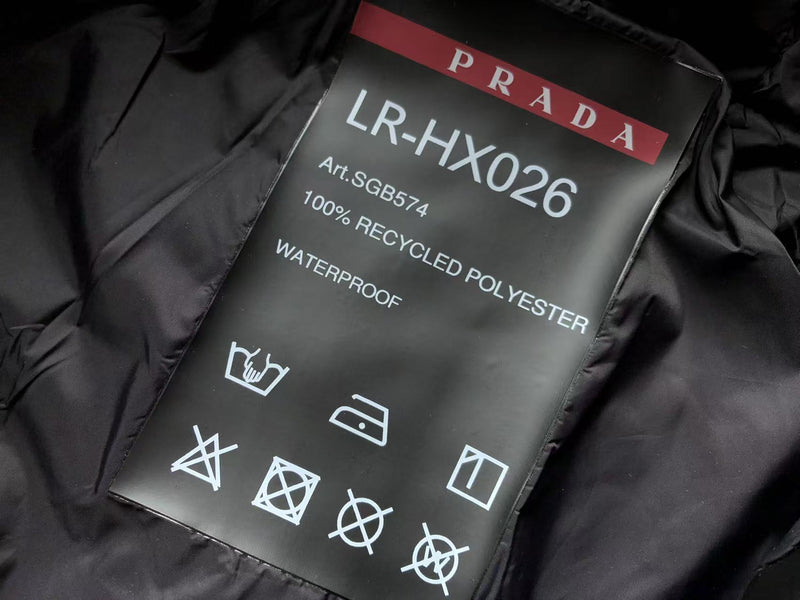 PRADA
LR-HX026
Art.SGB574
100% RECYCLED POLYESTER
WATERPROOF